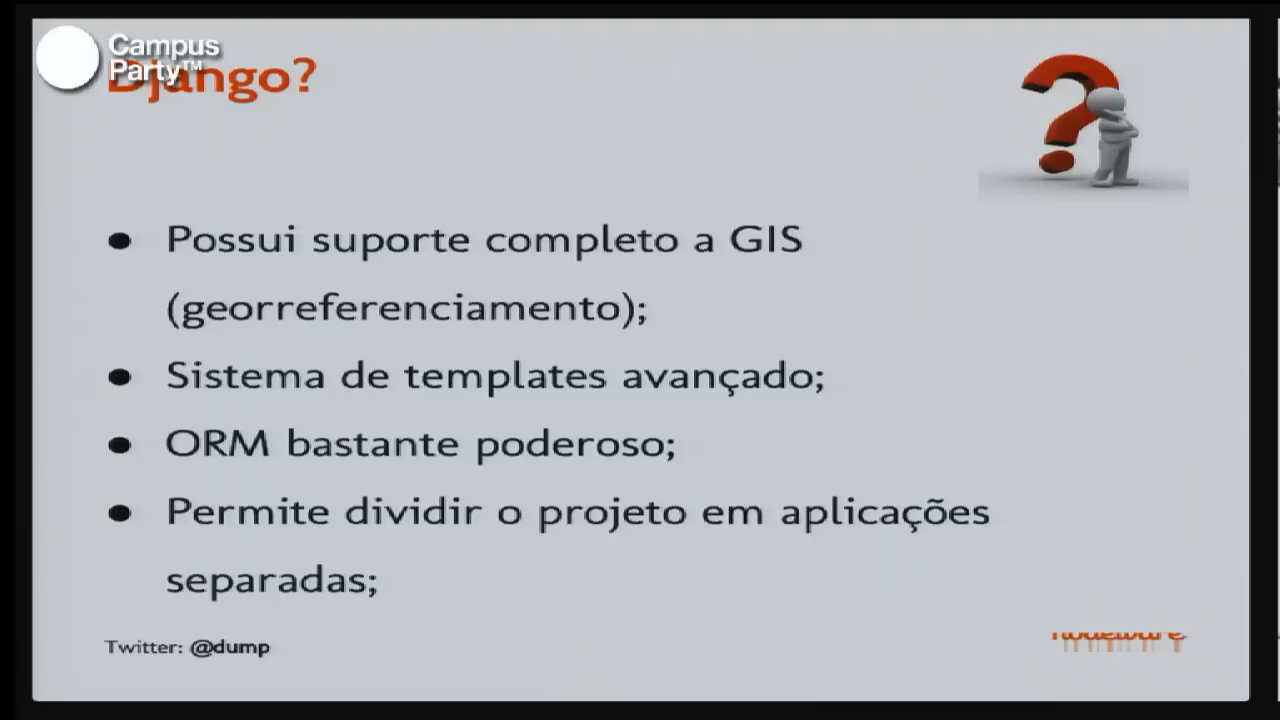 Campus
Party™
Django?
● Possui suporte completo a GIS
(georreferenciamento);
● Sistema de templates avançado;
● ORM bastante poderoso;
● Permite dividir o projeto em aplicações
separadas;
Twitter: @dump